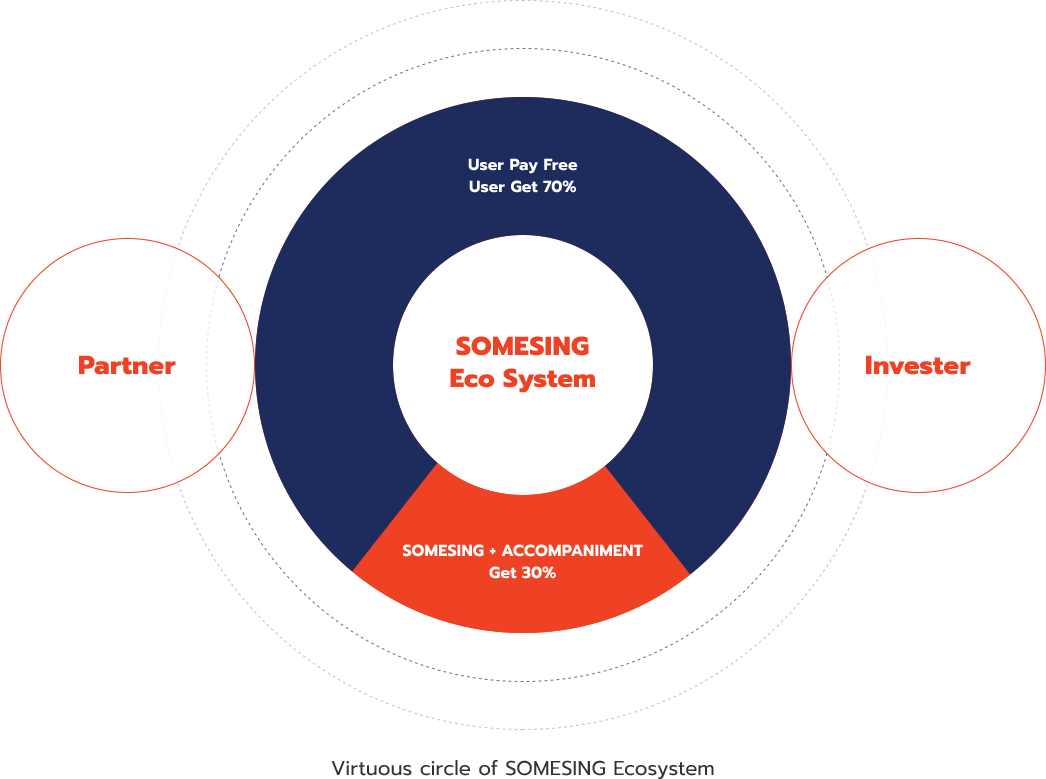 User Pay Free
User Get 70%
Partner
SOMESING
Eco System
Invester
SOMESING + ACCOMPANIMENT
Get 30%
Virtuous circle of SOMESING Ecosystem